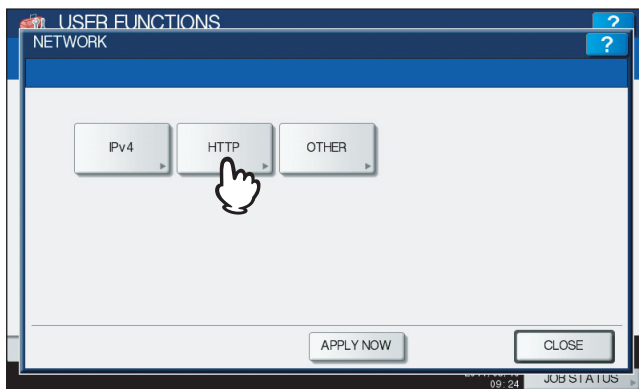 USER FUNCTIONS
?
NETWORK
?
IPv4
HTTP
OTHER
APPLY NOW
CLOSE
JOB STATUS
09:24